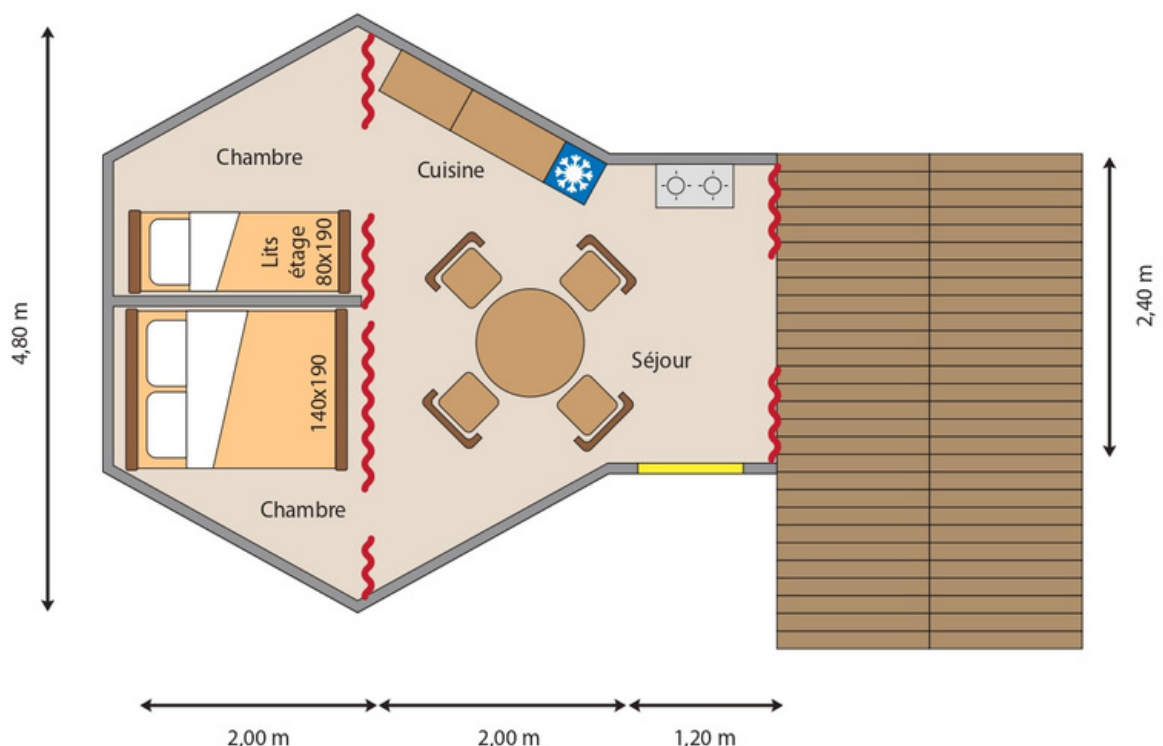 Chambre
Cuisine
Lits
étage
80x190
4,80 m
2,40 m
Séjour
140x190
Chambre
2,00 m
2,00 m
1,20 m